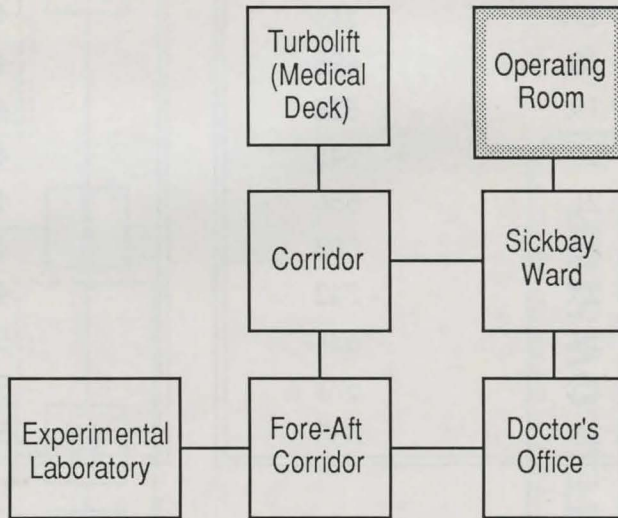 Turbolift
(Medical
Deck)
Operating
Room
Corridor
Sickbay
Ward
Experimental
Laboratory
Fore-Aft
Corridor
Doctor's
Office